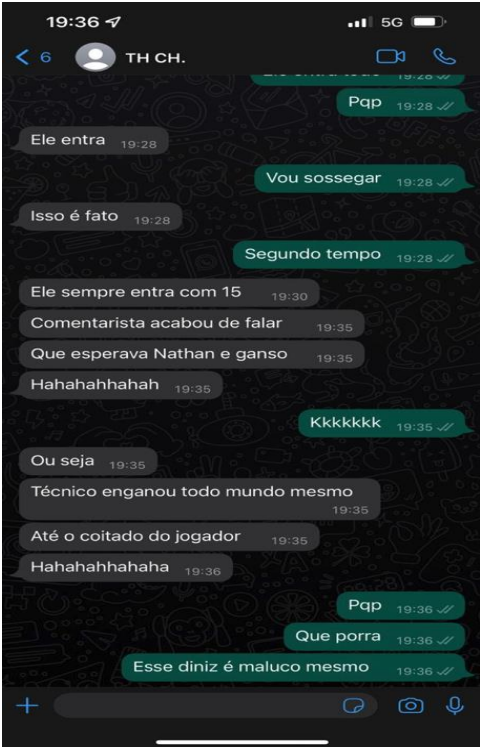 19:36
5G
6
TH CH.
19:28
Pqp 19:28
Ele entra 19:28
Vou sossegar 19:28
Isso é fato 19:28
Segundo tempo 19:28
Ele sempre entra com 15 19:30
Comentarista acabou de falar 19:35
Que esperava Nathan e ganso 19:35
Hahahahhahah 19:35
Kkkkkkk 19:35
Ou seja 19:35
Técnico enganou todo mundo mesmo
19:35
Até o coitado do jogador 19:35
Hahahahhahaha 19:36
Pqp 19:36
Que porra 19:36
Esse diniz é maluco mesmo 19:36